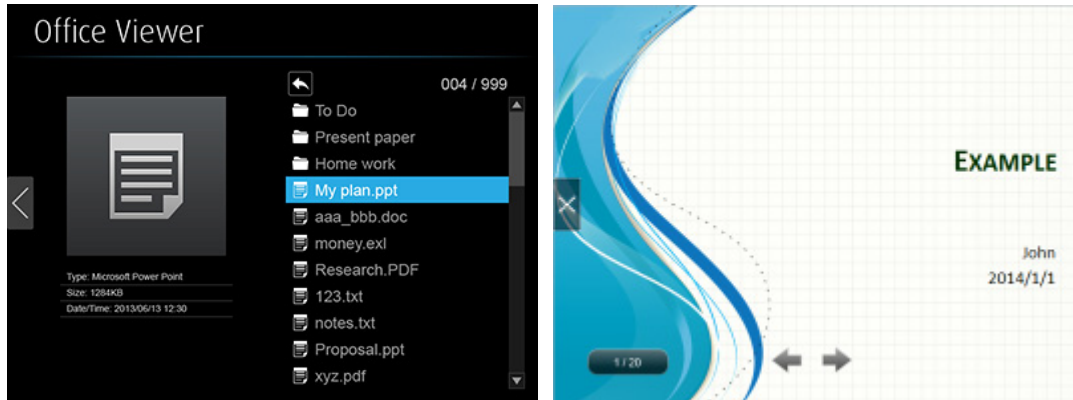 Office Viewer
004 / 999
To Do
Present paper
Home work
My plan.ppt
aaa_bbb.doc
money.exl
Research.PDF
123.txt
notes.txt
Proposal.ppt
xyz.pdf
Type: Microsoft Power Point
Size: 1284KB
Date/Time: 2013/06/13 12:30
EXAMPLE
John
2014/1/1
1 / 20